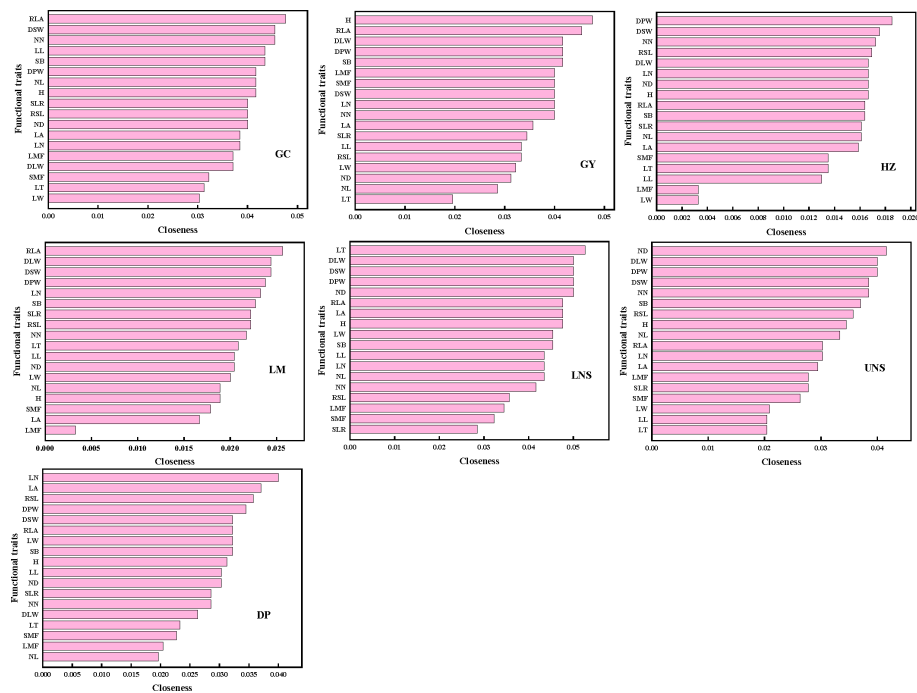 Functional traits
RLA
DSW
NN
LL
SB
DPW
NL
H
SLR
RSL
ND
LA
LN
LMF
DLW
SMF
LT
LW
GC
0.00 0.01 0.02 0.03 0.04 0.05
Closeness
Functional traits
H
RLA
DLW
DPW
SB
LMF
SMF
DSW
LN
NN
LA
SLR
LL
RSL
LW
ND
NL
LT
GY
0.00 0.01 0.02 0.03 0.04 0.05
Closeness
Functional traits
DPW
DSW
NN
RSL
DLW
LN
ND
H
RLA
SB
SLR
NL
LA
SMF
LT
LL
LMF
LW
HZ
0.000 0.002 0.004 0.006 0.008 0.010 0.012 0.014 0.016 0.018 0.020
Closeness
Functional traits
RLA
DLW
DSW
DPW
LN
SB
SLR
RSL
NN
LT
LL
ND
LW
NL
H
SMF
LA
LMF
LM
0.000 0.005 0.010 0.015 0.020 0.025
Closeness
Functional traits
LT
DLW
DSW
DPW
ND
RLA
LA
H
LW
SB
LL
LN
NL
NN
RSL
LMF
SMF
SLR
LNS
0.00 0.01 0.02 0.03 0.04 0.05
Closeness
Functional traits
ND
DLW
DPW
DSW
NN
SB
RSL
H
NL
RLA
LN
LA
LMF
SLR
SMF
LW
LL
LT
UNS
0.00 0.01 0.02 0.03 0.04
Closeness
Functional traits
LN
LA
RSL
DPW
DSW
RLA
LW
SB
H
LL
ND
SLR
NN
DLW
LT
SMF
LMF
NL
DP
0.000 0.005 0.010 0.015 0.020 0.025 0.030 0.035 0.040
Closeness